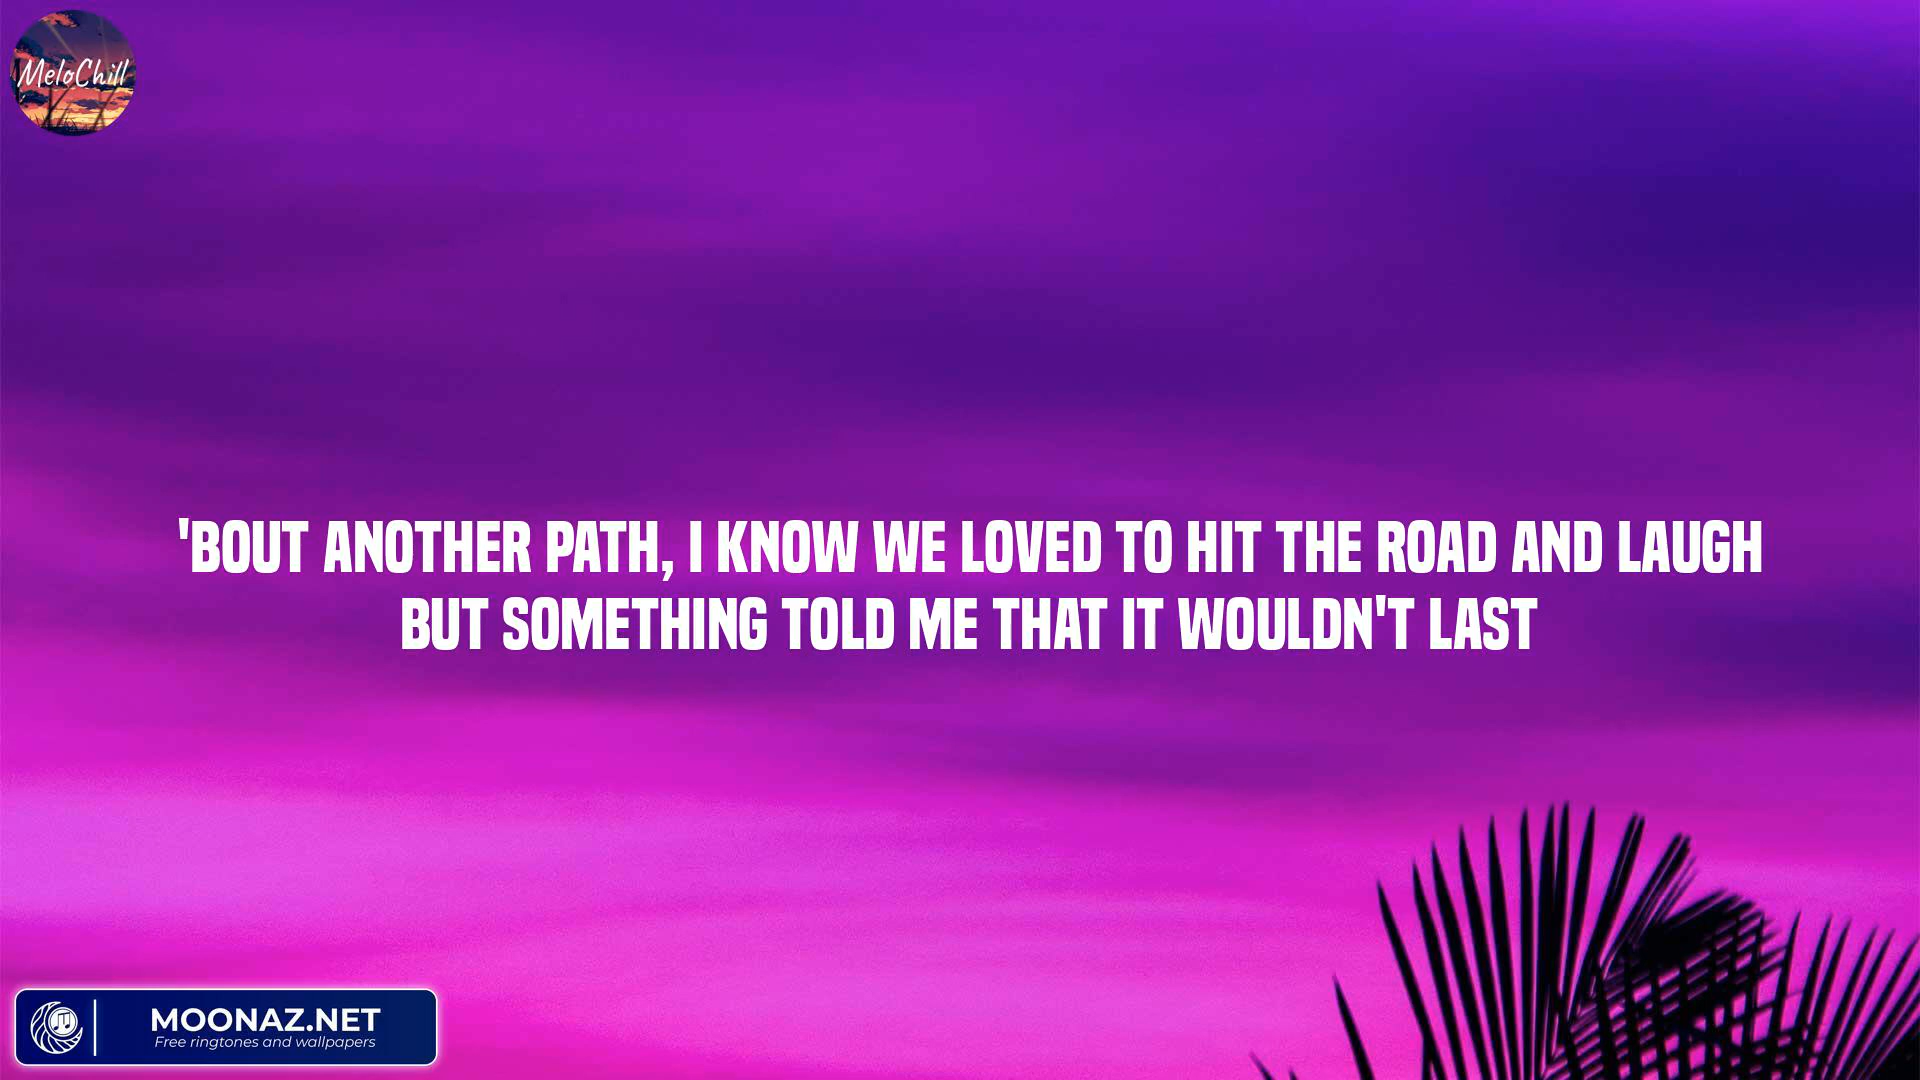 MeloChill
'BOUT ANOTHER PATH, I KNOW WE LOVED TO HIT THE ROAD AND LAUGH
BUT SOMETHING TOLD ME THAT IT WOULDN'T LAST
MOONAZ.NET
Free ringtones and wallpapers